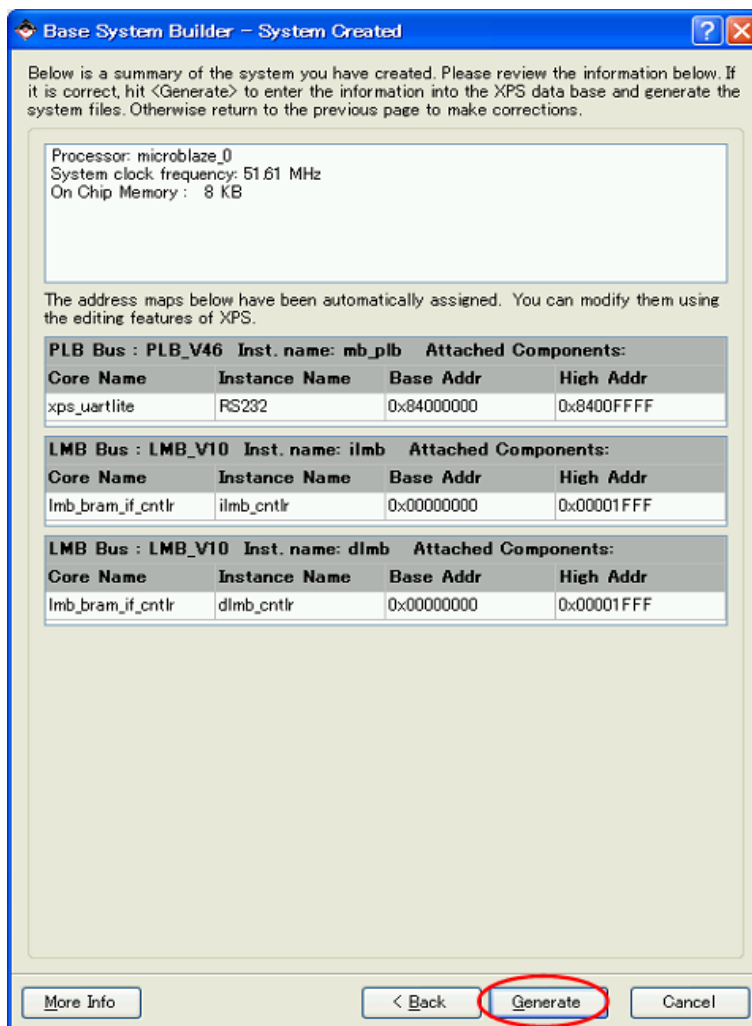 Base System Builder - System Created
Below is a summary of the system you have created. Please review the information below. If
it is correct, hit <Generate> to enter the information into the XPS data base and generate the
system files. Otherwise return to the previous page to make corrections.
Processor: microblaze_0
System clock frequency: 51.61 MHz
On Chip Memory : 8 KB
The address maps below have been automatically assigned. You can modify them using
the editing features of XPS.
PLB Bus : PLB_V46 Inst. name: mb_plb Attached Components:
Core Name Instance Name Base Addr High Addr
xps_uartlite RS232 0x84000000 0x8400FFFF
LMB Bus : LMB_V10 Inst. name: ilmb Attached Components:
Core Name Instance Name Base Addr High Addr
lmb_bram_if_cntlr ilmb_cntlr 0x00000000 0x00001FFF
LMB Bus : LMB_V10 Inst. name: dlmb Attached Components:
Core Name Instance Name Base Addr High Addr
lmb_bram_if_cntlr dlmb_cntlr 0x00000000 0x00001FFF
More Info < Back Generate Cancel